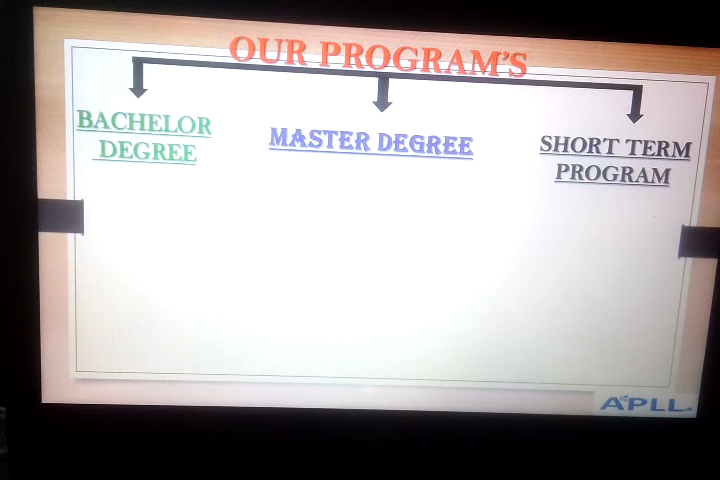 OUR PROGRAM'S
BACHELOR
DEGREE
MASTER DEGREE
SHORT TERM
PROGRAM
APLL